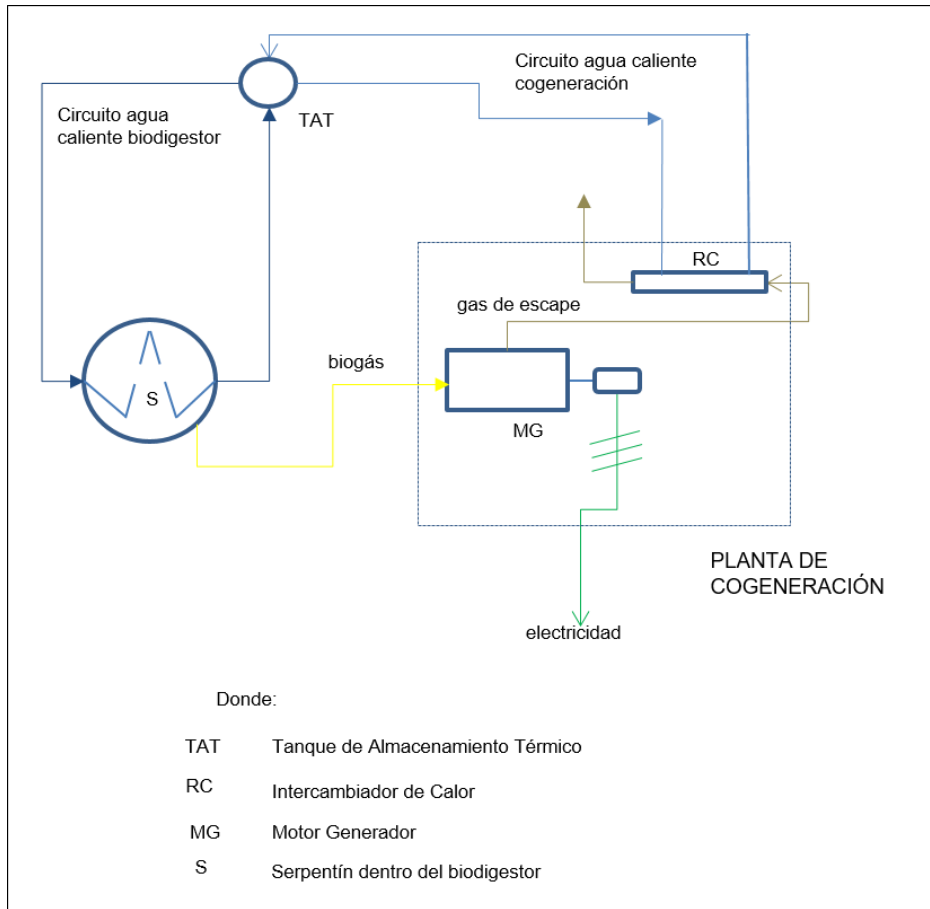 Circuito agua caliente
cogeneración
Circuito agua
caliente biodigestor
TAT
RC
gas de escape
biogás
S
MG
PLANTA DE
COGENERACIÓN
electricidad
Donde:
TAT Tanque de Almacenamiento Térmico
RC Intercambiador de Calor
MG Motor Generador
S Serpentín dentro del biodigestor